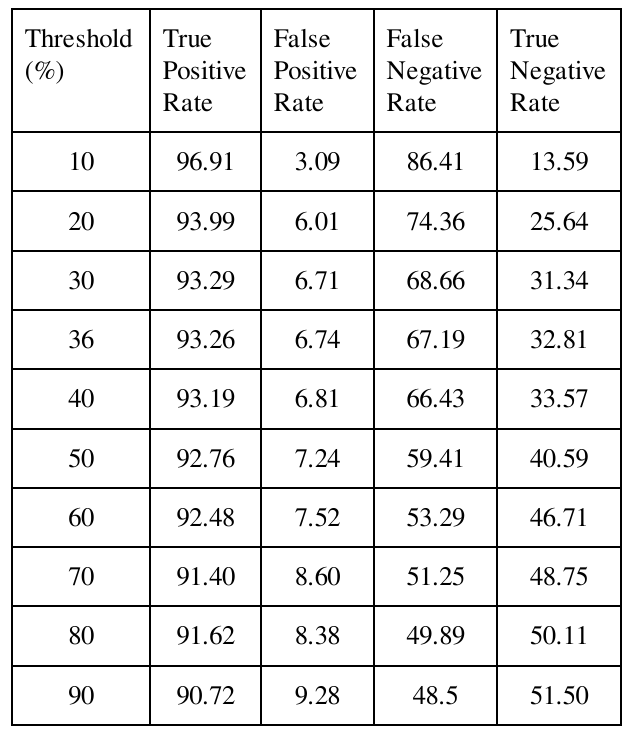 Threshold (%) True Positive Rate False Positive Rate False Negative Rate True Negative Rate
10 96.91 3.09 86.41 13.59
20 93.99 6.01 74.36 25.64
30 93.29 6.71 68.66 31.34
36 93.26 6.74 67.19 32.81
40 93.19 6.81 66.43 33.57
50 92.76 7.24 59.41 40.59
60 92.48 7.52 53.29 46.71
70 91.40 8.60 51.25 48.75
80 91.62 8.38 49.89 50.11
90 90.72 9.28 48.5 51.50